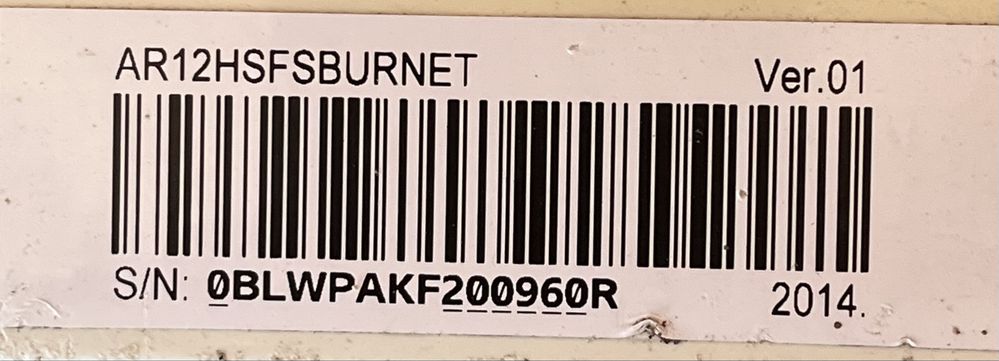 AR12HSFSBURNET Ver.01
S/N: 0BLWPAKF200960R 2014.